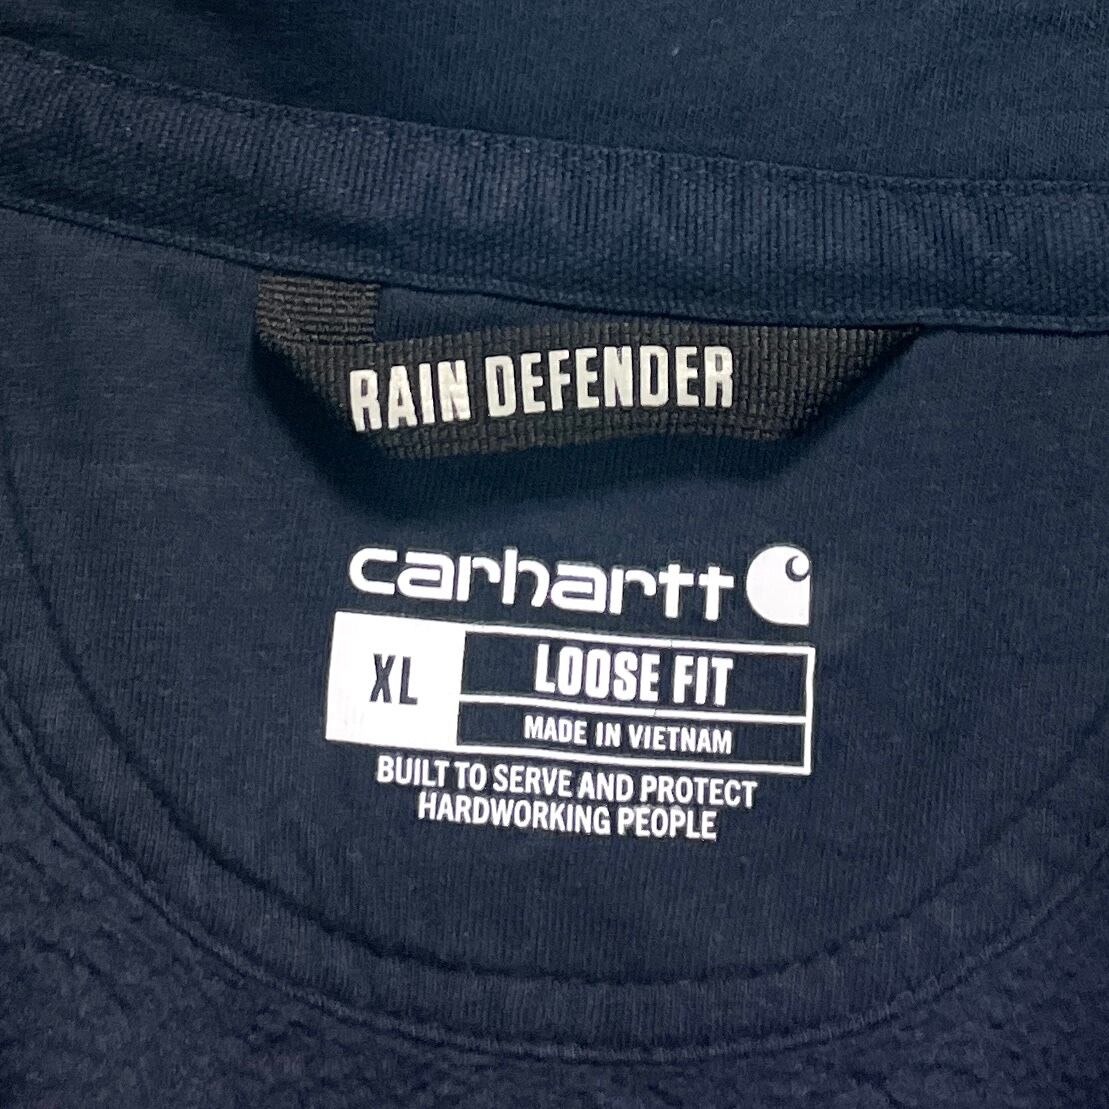 RAIN DEFENDER
carhartt
XL
LOOSE FIT
MADE IN VIETNAM
BUILT TO SERVE AND PROTECT
HARDWORKING PEOPLE